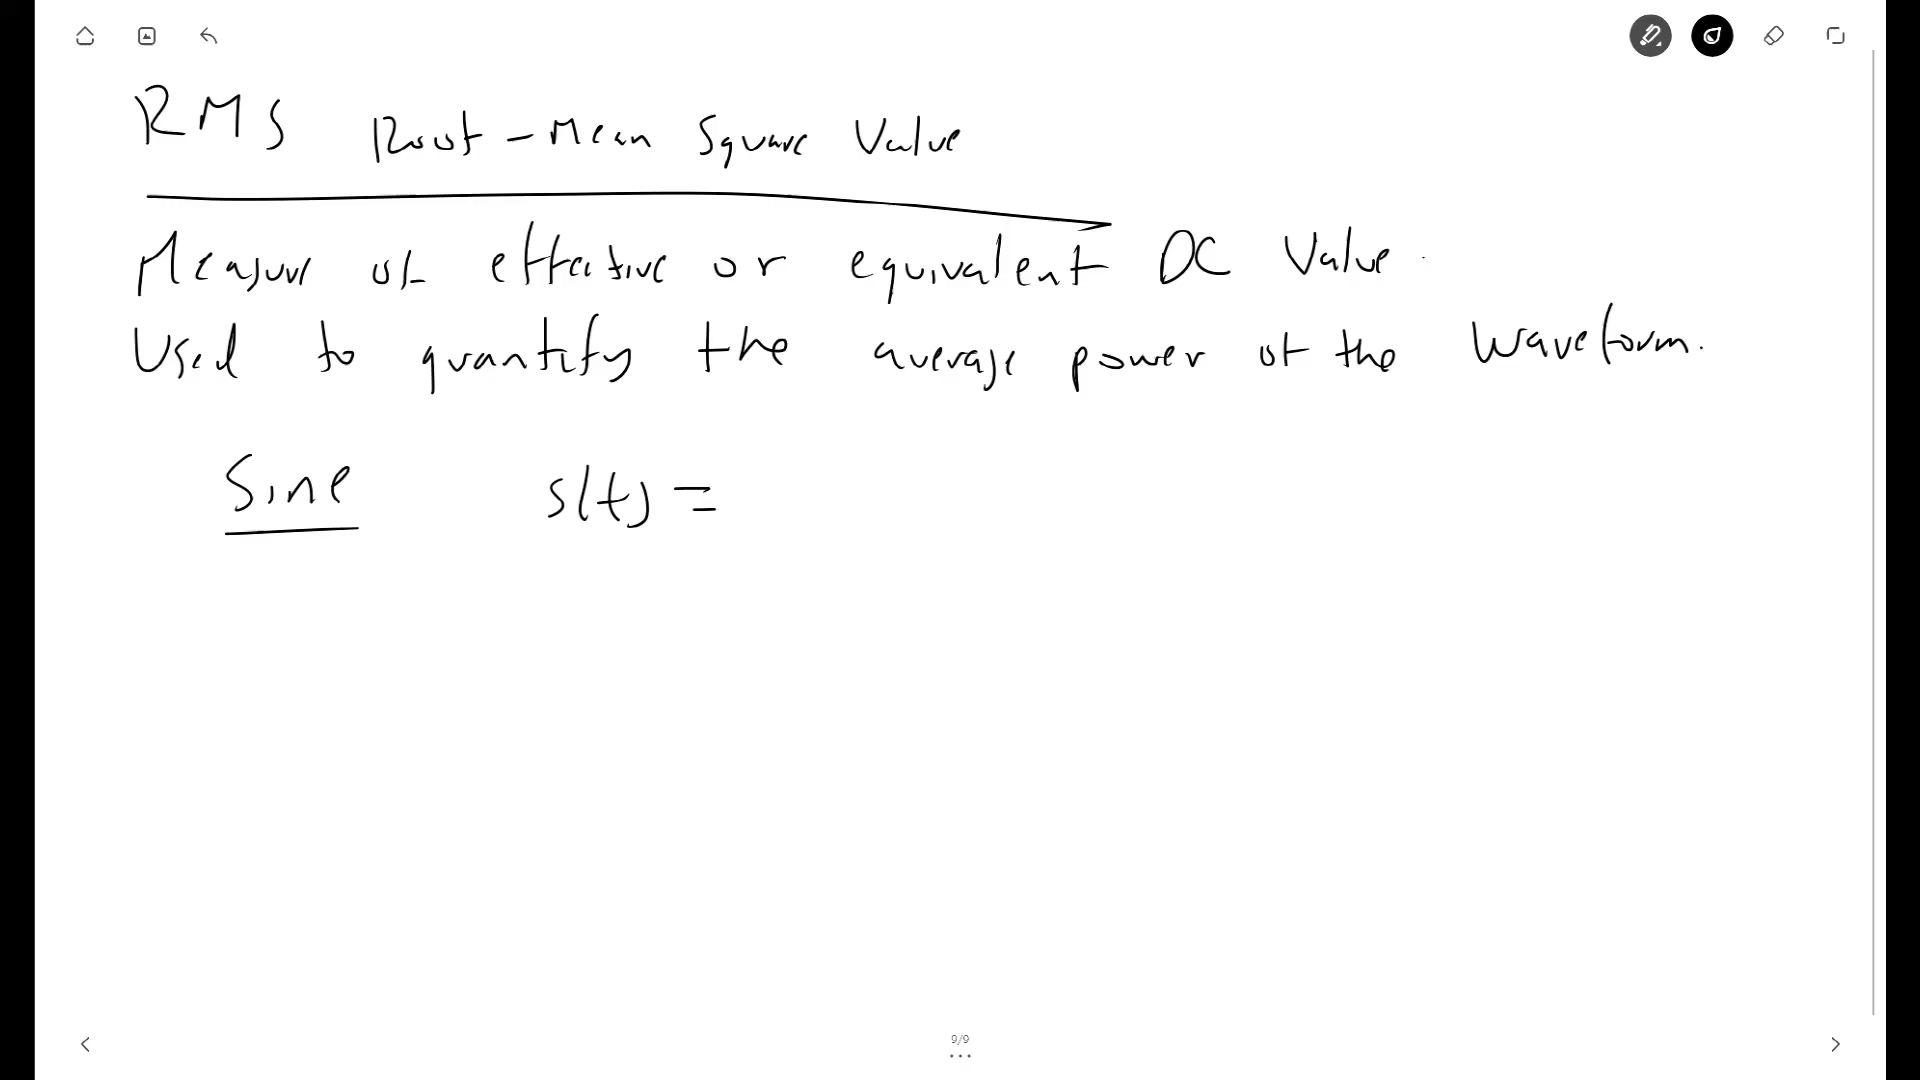 RMS Root-Mean Square Value
Measure of effective or equivalent DC Value.
Used to quantify the average power of the Waveform.
Sine s(t) =
9/9